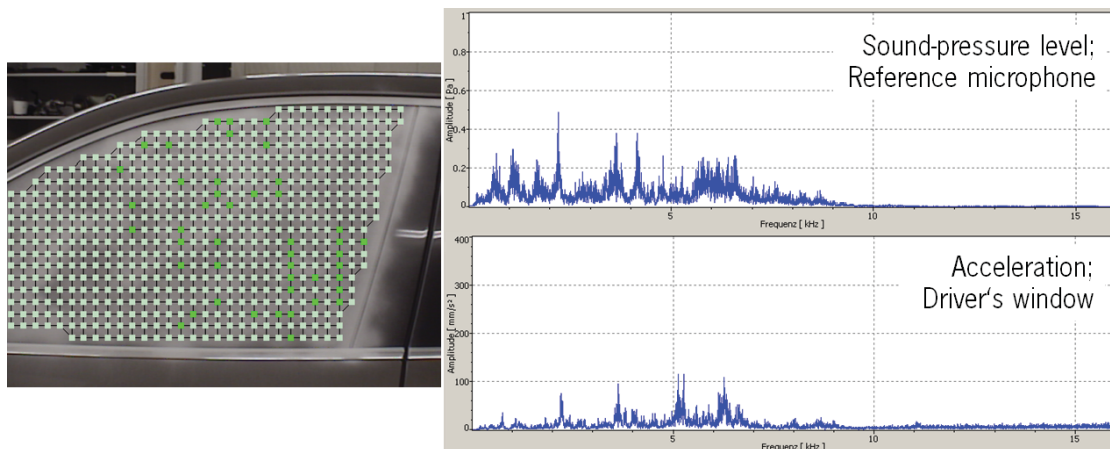 1
0.8
0.6
0.4
0.2
0
Amplitude [ Pa ]
Sound-pressure level;
Reference microphone
5
10
15
Frequenz [ kHz ]
400
300
200
100
0
Amplitude [ mm/s² ]
Acceleration;
Driver‘s window
5
10
15
Frequenz [ kHz ]